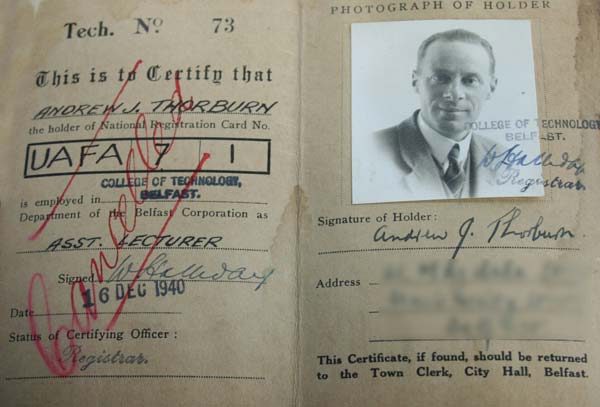 Tech. No. 73
This is to Certify that
ANDREW J. THORBURN
the holder of National Registration Card No.
UAFA 7 1
COLLEGE OF TECHNOLOGY,
BELFAST.
is employed in
Department of the Belfast Corporation as
ASST. LECTURER
Signed W Halliday
16 DEC 1940
Date
Status of Certifying Officer :
Registrar.
Cancelled
PHOTOGRAPH OF HOLDER
COLLEGE OF TECHNOLOGY
BELFAST.
W Halliday
Registrar.
Signature of Holder :
Andrew J. Thorburn.
Address
This Certificate, if found, should be returned
to the Town Clerk, City Hall, Belfast.